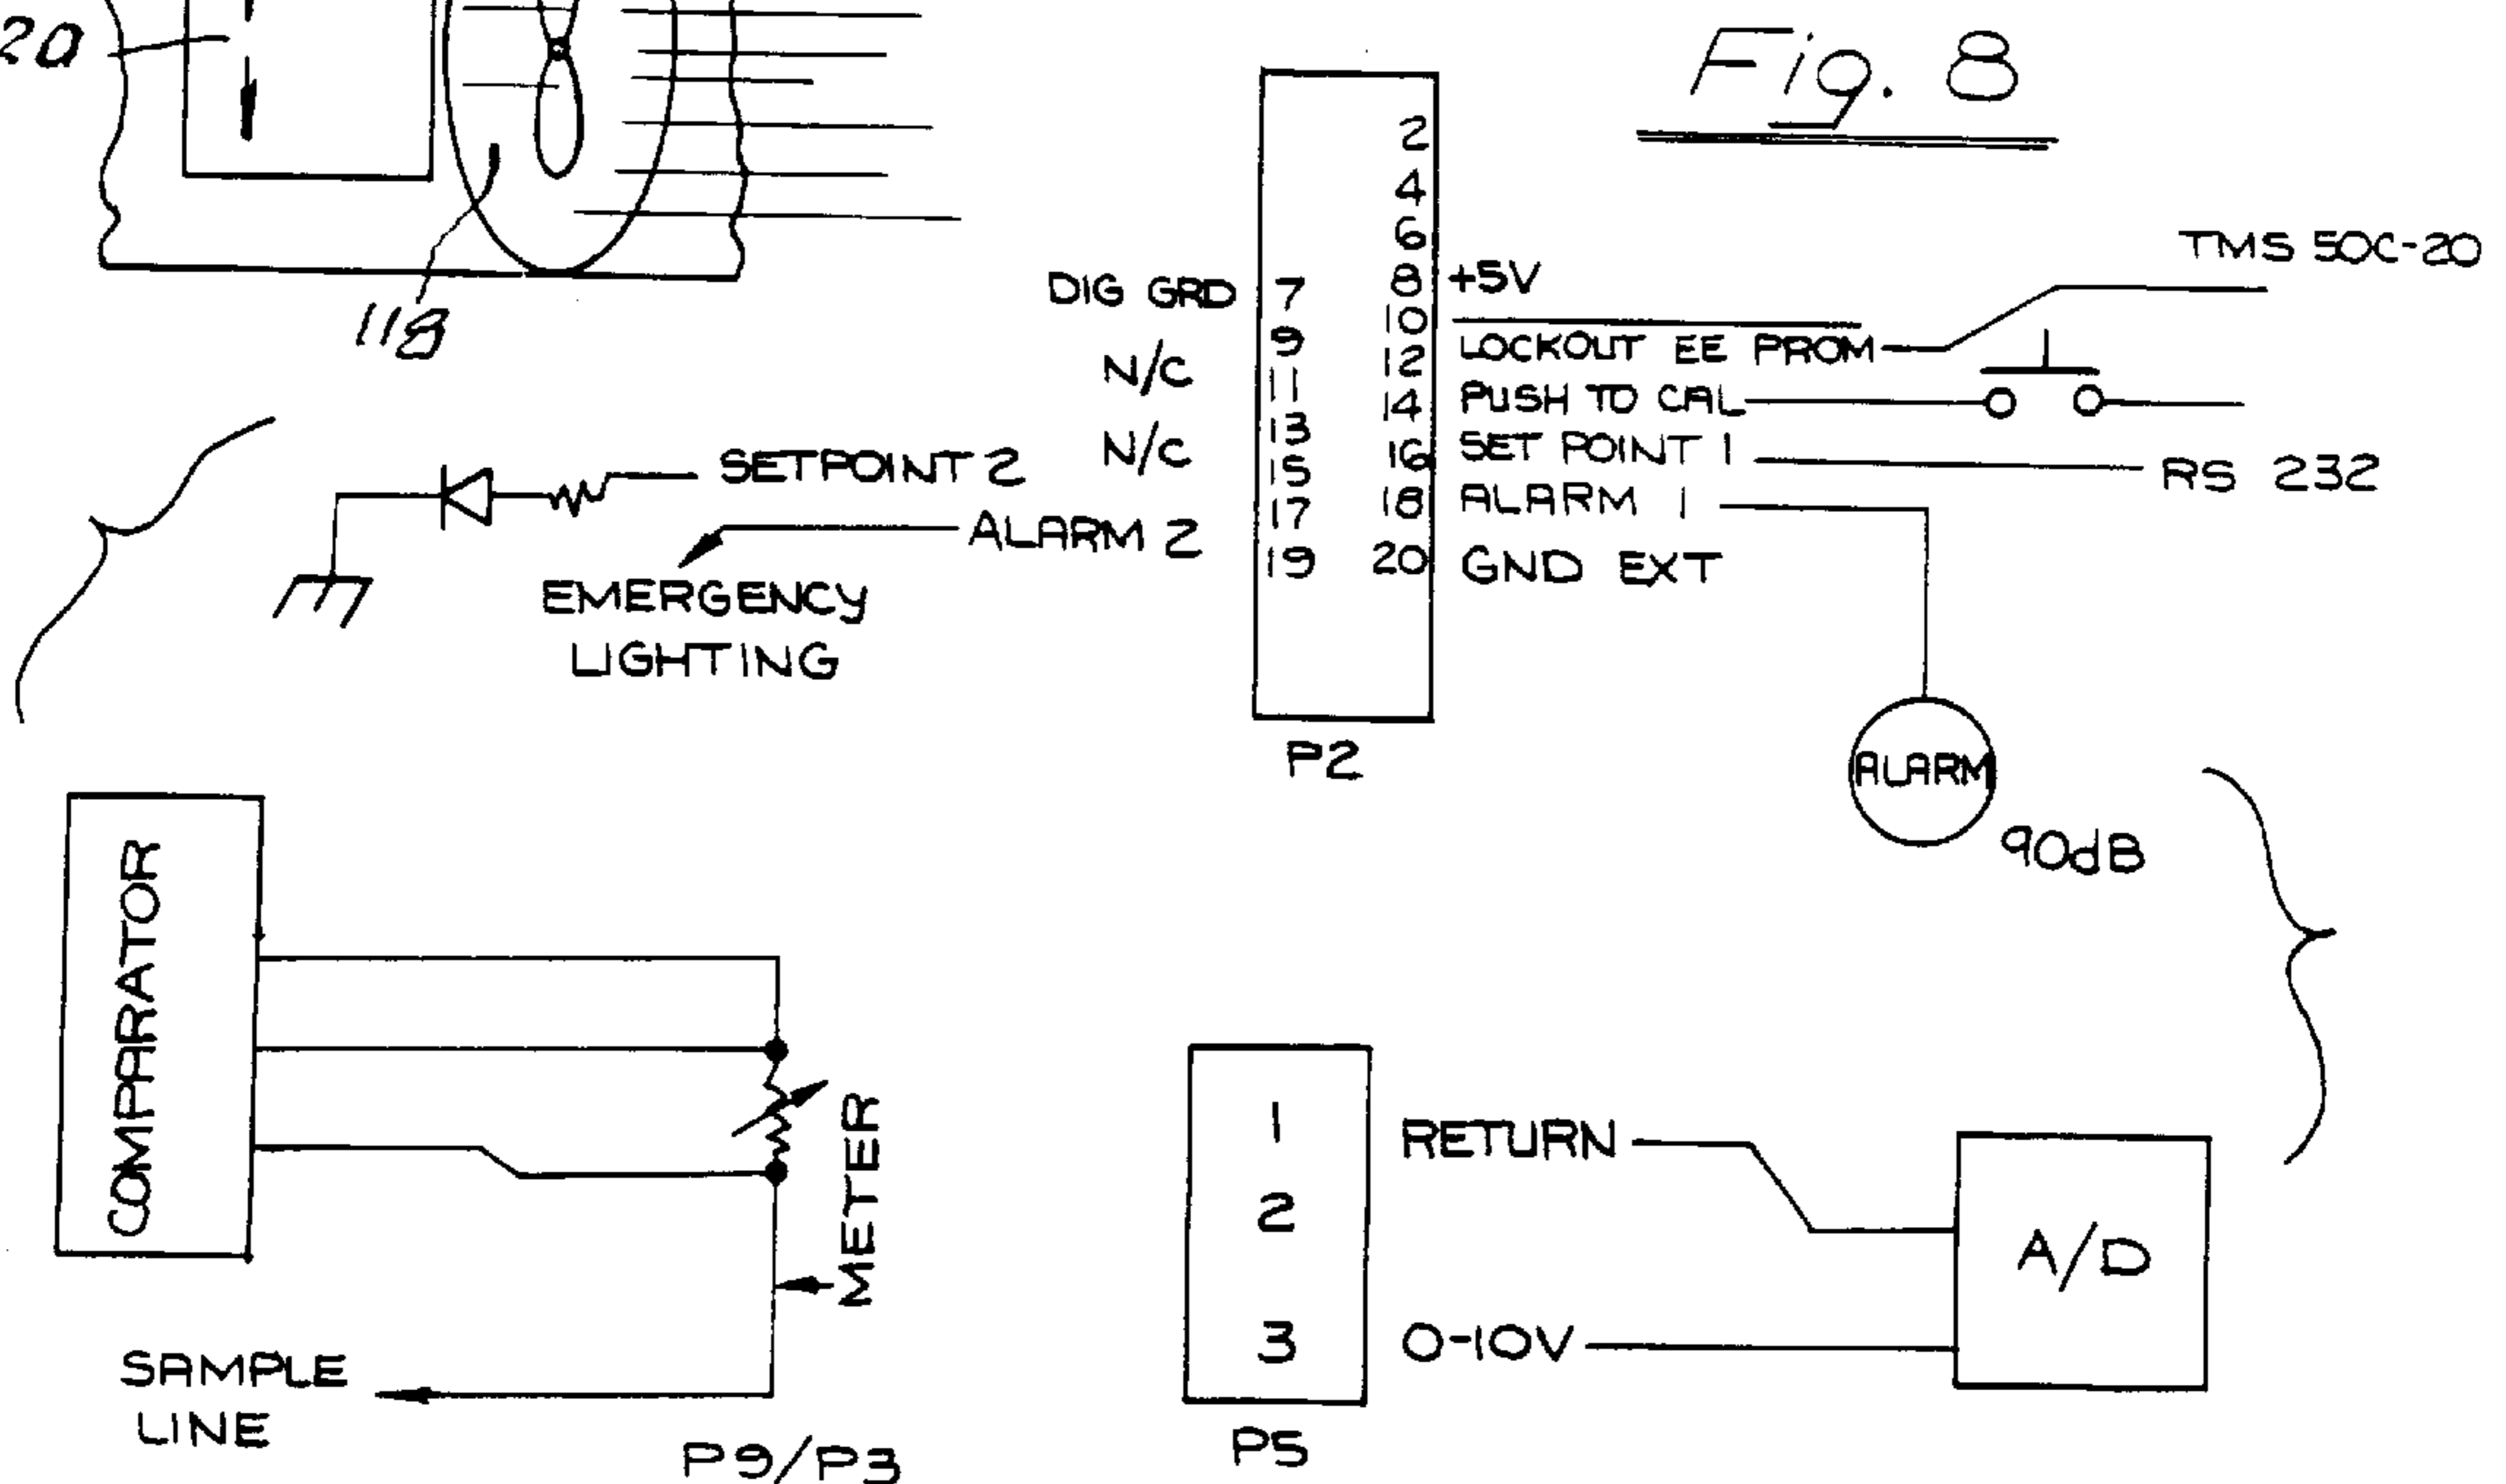 20
118
Fig. 8
2
4
6
DIG GRD 7 8 +5V
9 10
N/C
11 12 LOCKOUT EE PROM
TMS 50C-20
13 14 PUSH TO CAL
N/C
15 16 SET POINT 1
RS 232
SETPOINT 2
17 18 ALARM 1
ALARM 2
19 20 GND EXT
EMERGENCY
LIGHTING
P2
ALARM
90dB
COMPARATOR
METER
SAMPLE
LINE
P9/P3
1 RETURN
2
3 0-10V
A/D
P5